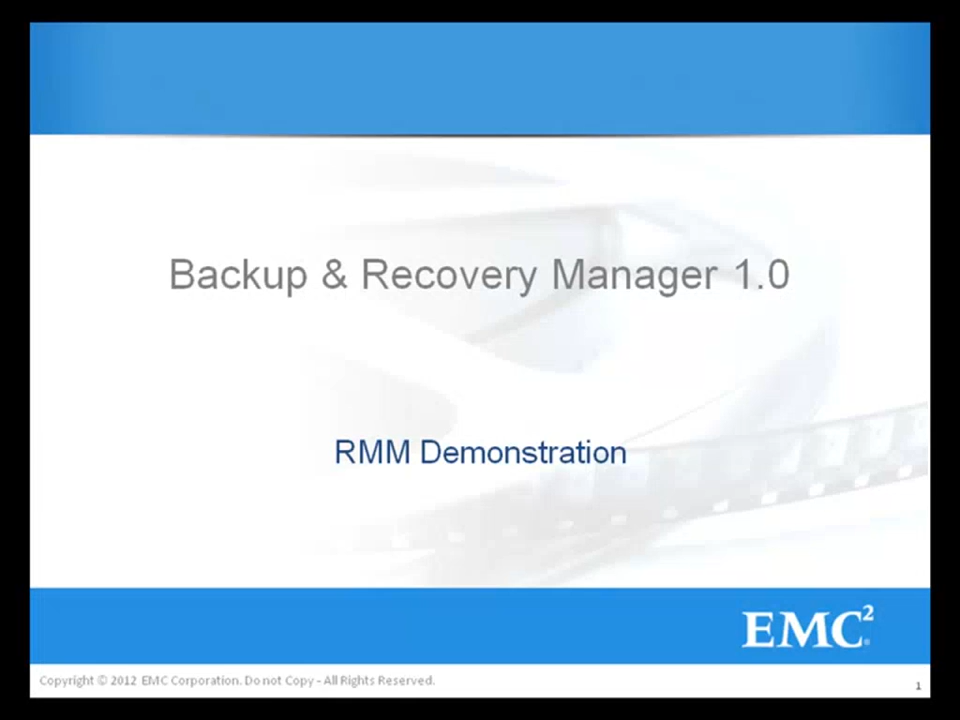 Backup & Recovery Manager 1.0
RMM Demonstration
EMC²
Copyright © 2012 EMC Corporation. Do not Copy - All Rights Reserved.
1